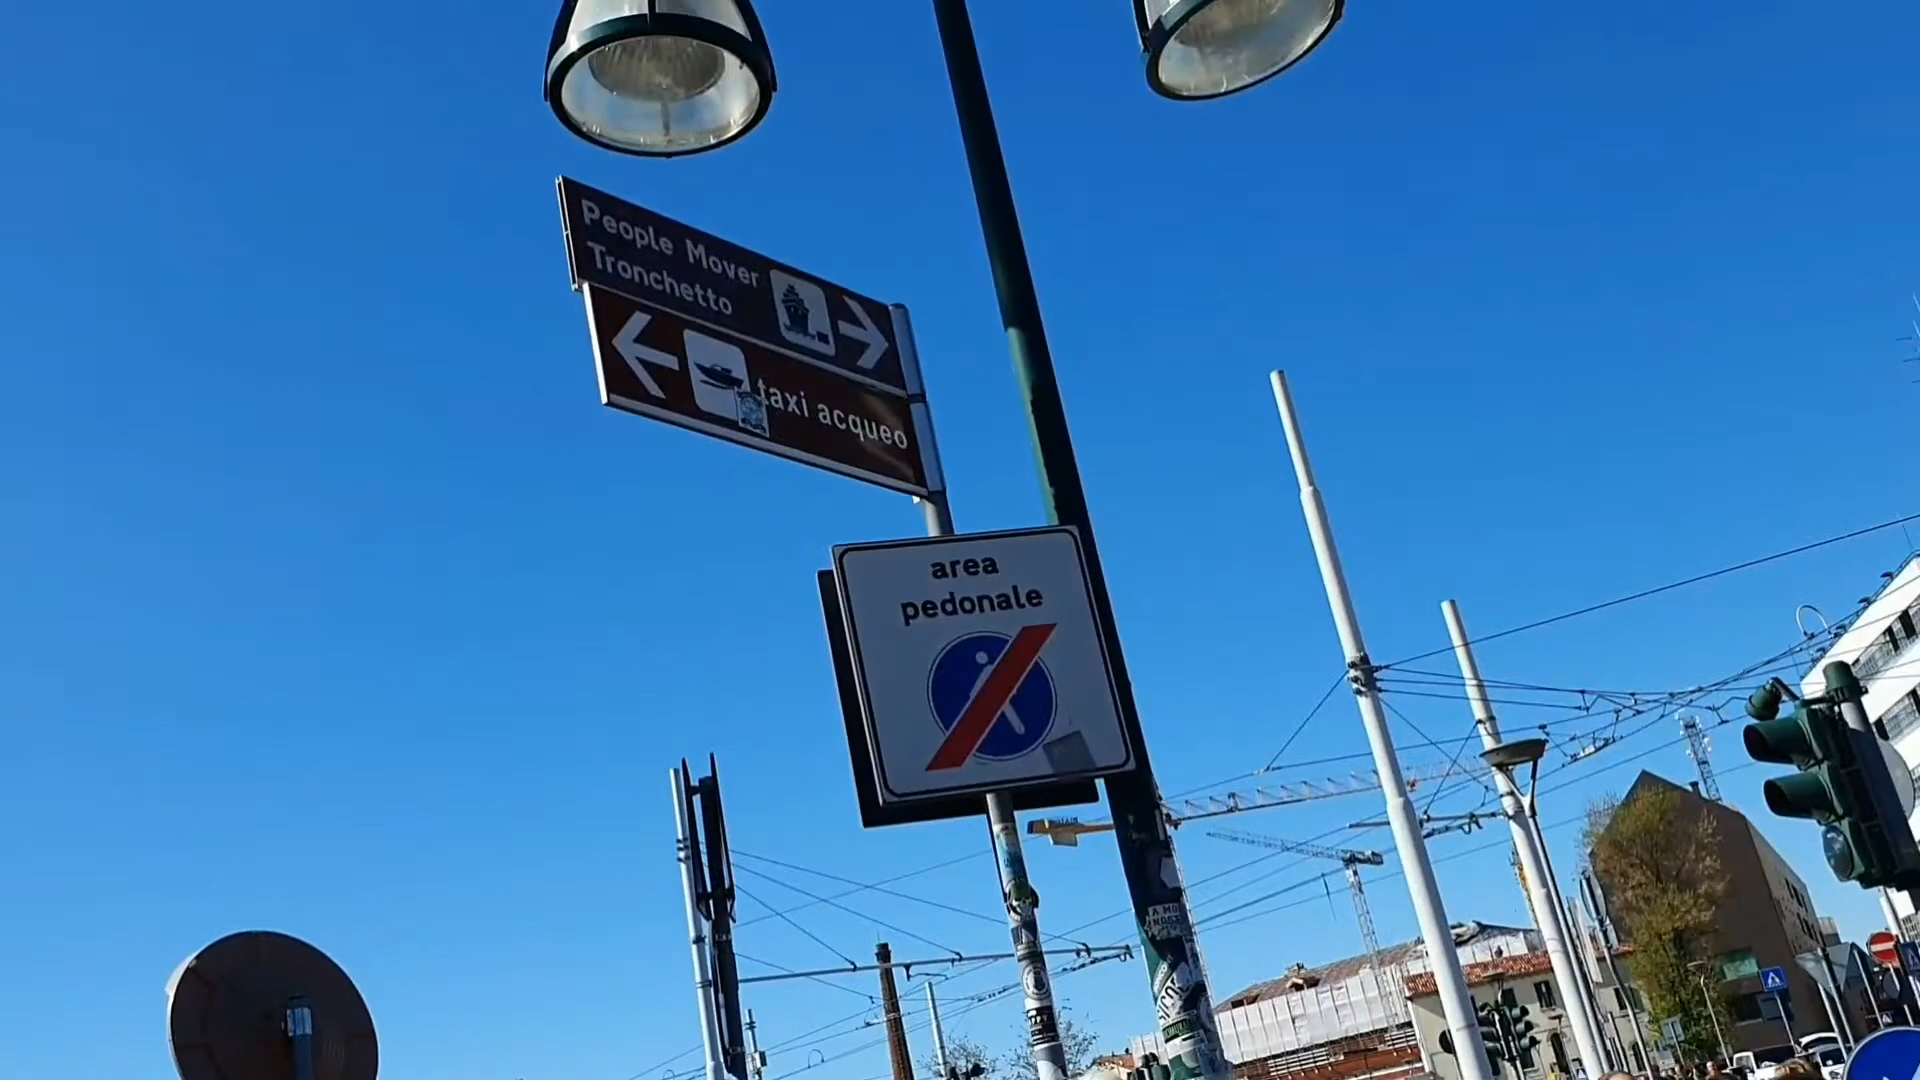 People Mover
Tronchetto
taxi acqueo
area
pedonale